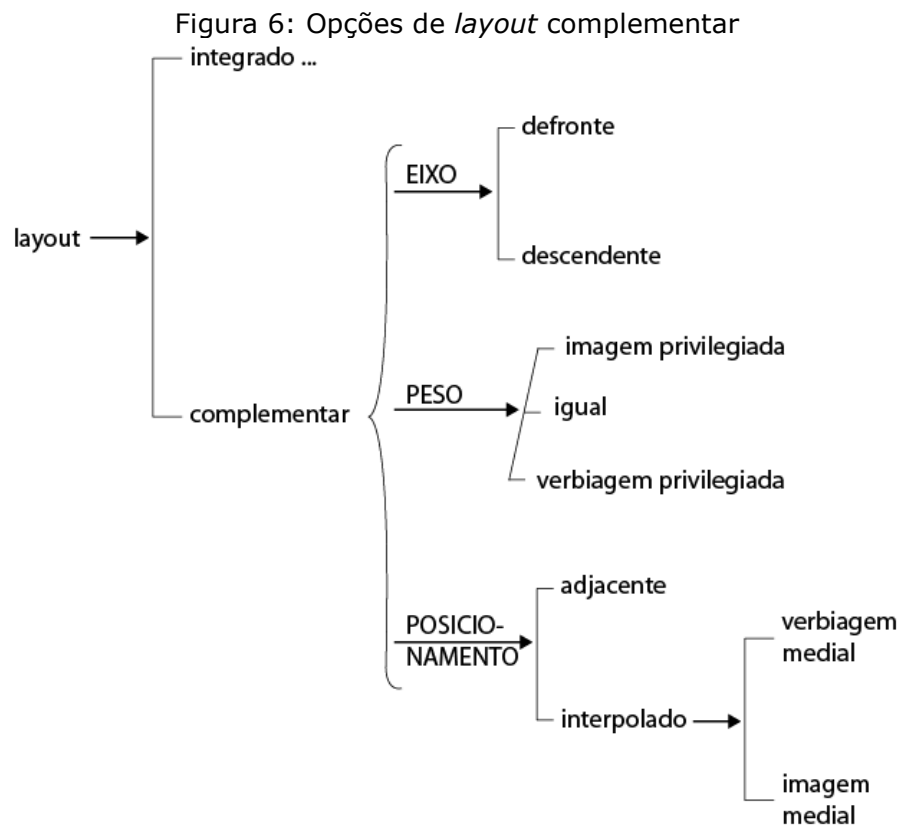 Figura 6: Opções de layout complementar
integrado ...
defronte
EIXO
layout
descendente
imagem privilegiada
PESO
igual
complementar
verbiagem privilegiada
adjacente
POSICIO-
NAMENTO
verbiagem
medial
interpolado
imagem
medial